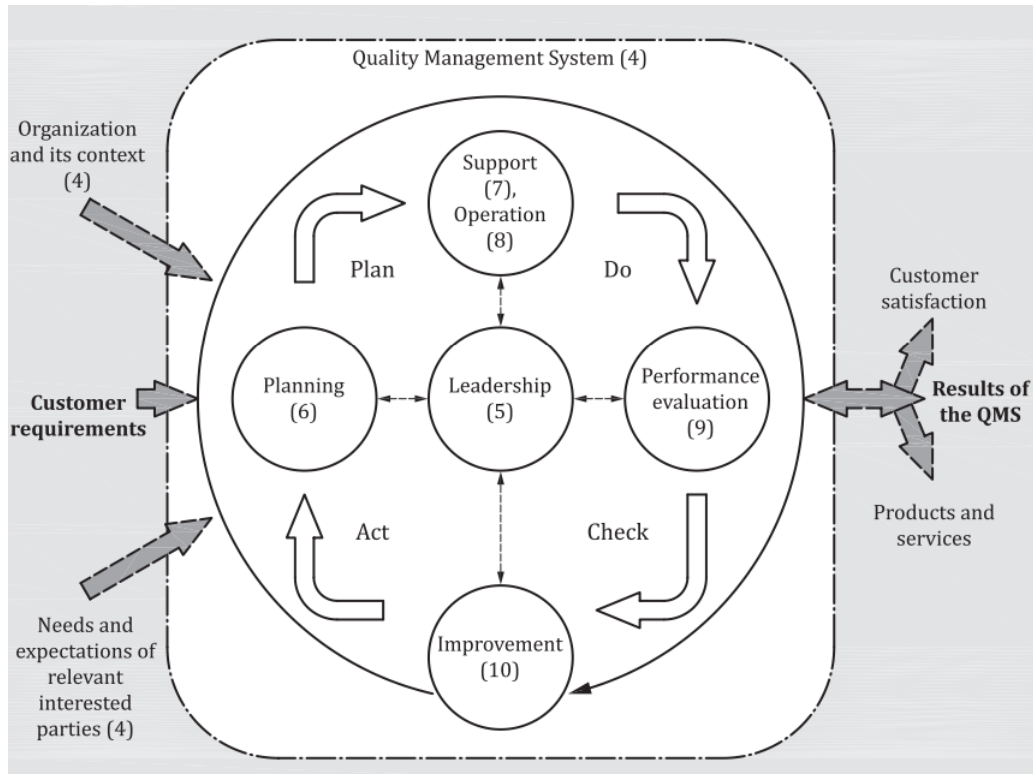 Quality Management System (4)
Organization
and its context
(4)
Support
(7),
Operation
(8)
Plan
Do
Customer
satisfaction
Planning
(6)
Leadership
(5)
Performance
evaluation
(9)
Customer
requirements
Results of
the QMS
Act
Check
Products and
services
Improvement
(10)
Needs and
expectations of
relevant
interested
parties (4)